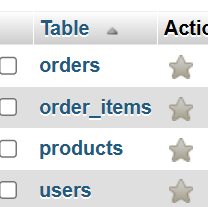 Table Actio
orders
order_items
products
users